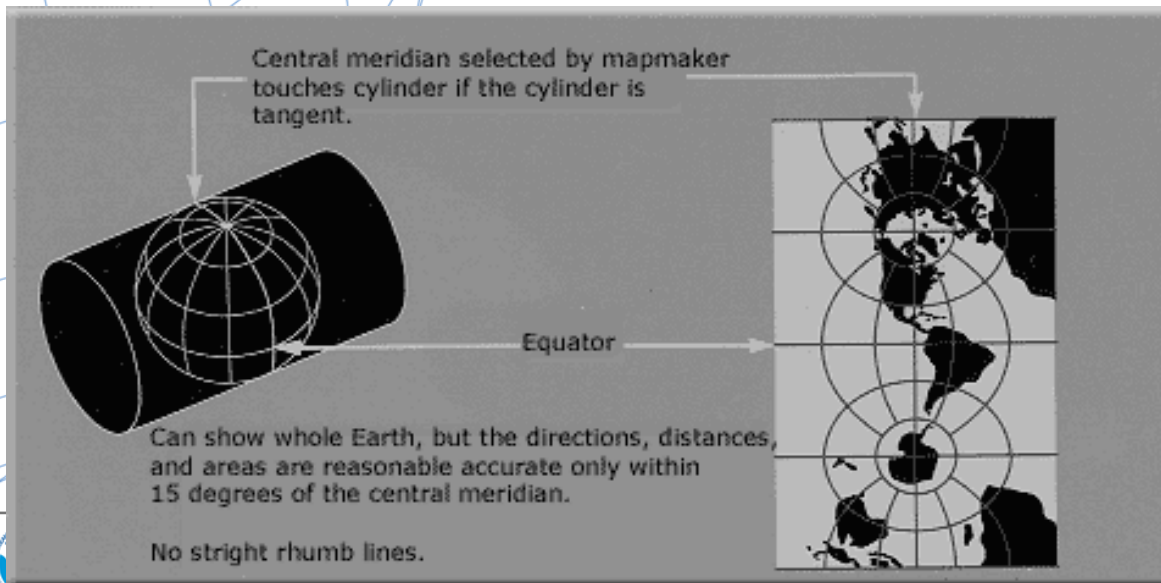 Central meridian selected by mapmaker
touches cylinder if the cylinder is
tangent.
Equator
Can show whole Earth, but the directions, distances,
and areas are reasonable accurate only within
15 degrees of the central meridian.
No stright rhumb lines.